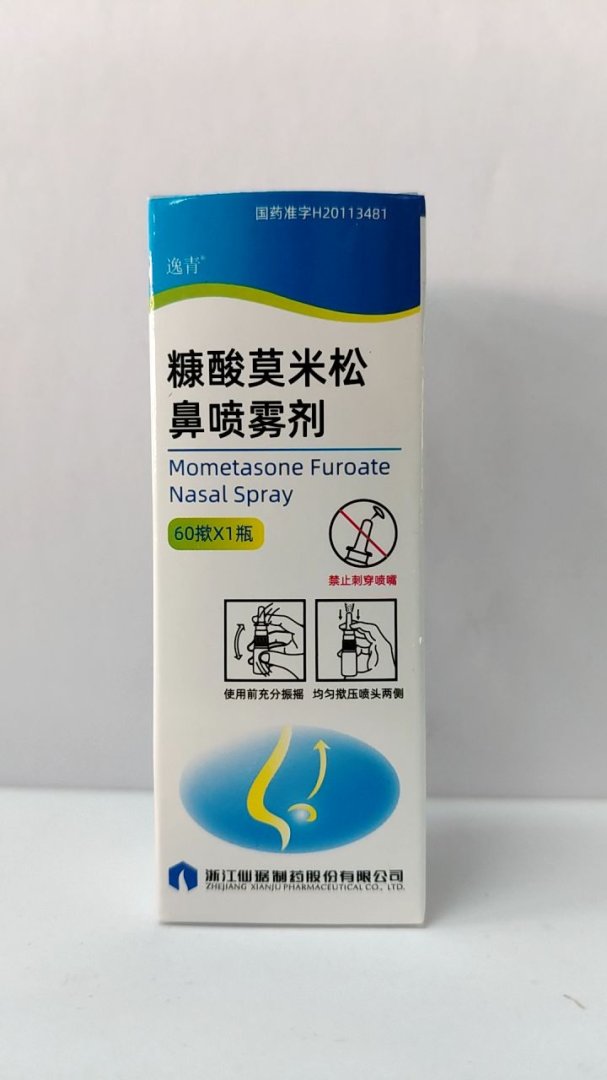 国药准字H20113481
逸青®
糠酸莫米松
鼻喷雾剂
Mometasone Furoate
Nasal Spray
60揿X1瓶
禁止刺穿喷嘴
使用前充分振摇 均匀揿压喷头两侧
浙江仙琚制药股份有限公司
ZHEJIANG XIANJU PHARMACEUTICAL CO., LTD.